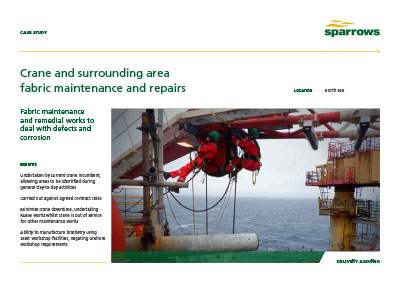 CASE STUDY
sparrows
Crane and surrounding area
fabric maintenance and repairs
LOCATION North Sea
Fabric maintenance
and remedial works to
deal with defects and
corrosion
BENEFITS
Undertaken by current crane incumbent,
allowing areas to be identified during
general day-to-day activities
Carried out against agreed contract rates
Minimise crane downtime, undertaking
works whilst crane is out of service
for other maintenance works
Ability to manufacture bracketry using
workshop facilities, negating onshore
workshop requirements
DELIVERY ASSURED